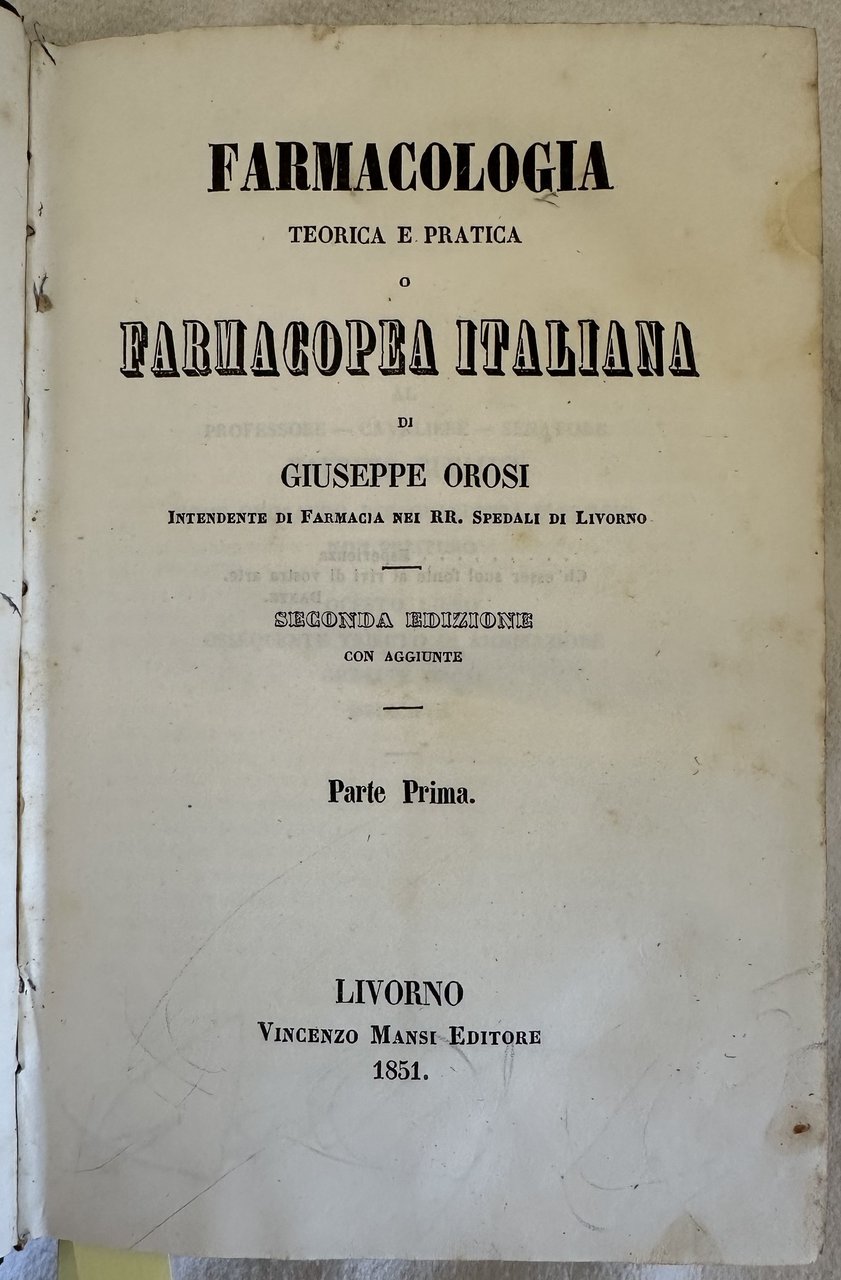 FARMACOLOGIA
TEORICA E PRATICA
O
FARMACOPEA ITALIANA
DI
GIUSEPPE OROSI
INTENDENTE DI FARMACIA NEI RR. SPEDALI DI LIVORNO
SECONDA EDIZIONE
CON AGGIUNTE
Parte Prima.
LIVORNO
VINCENZO MANSI EDITORE
1851.